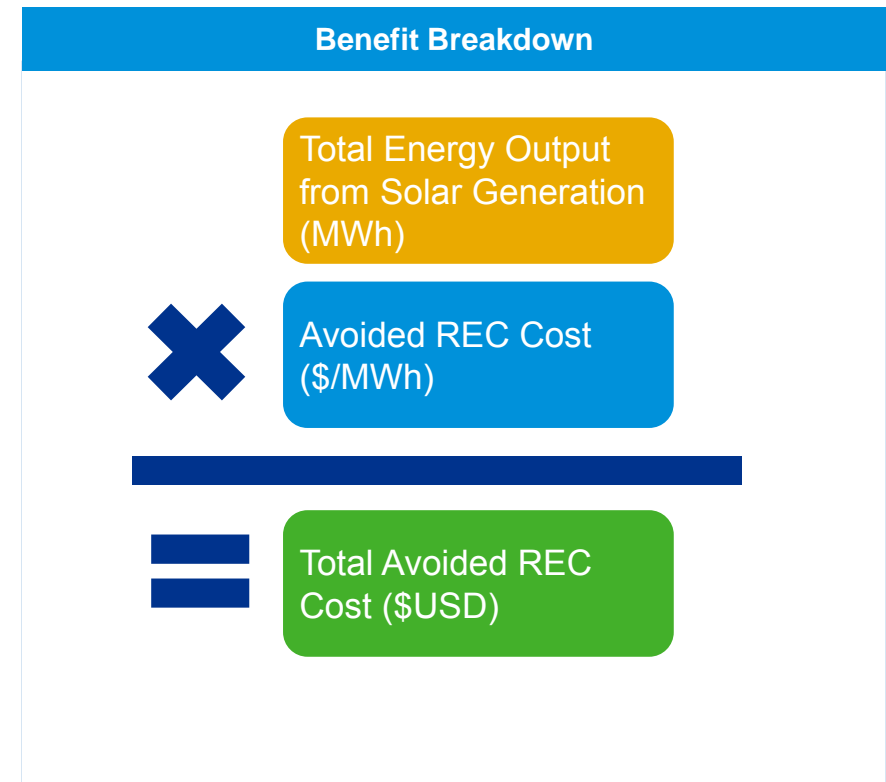 Benefit Breakdown
Total Energy Output
from Solar Generation
(MWh)
Avoided REC Cost
($/MWh)
Total Avoided REC
Cost ($USD)